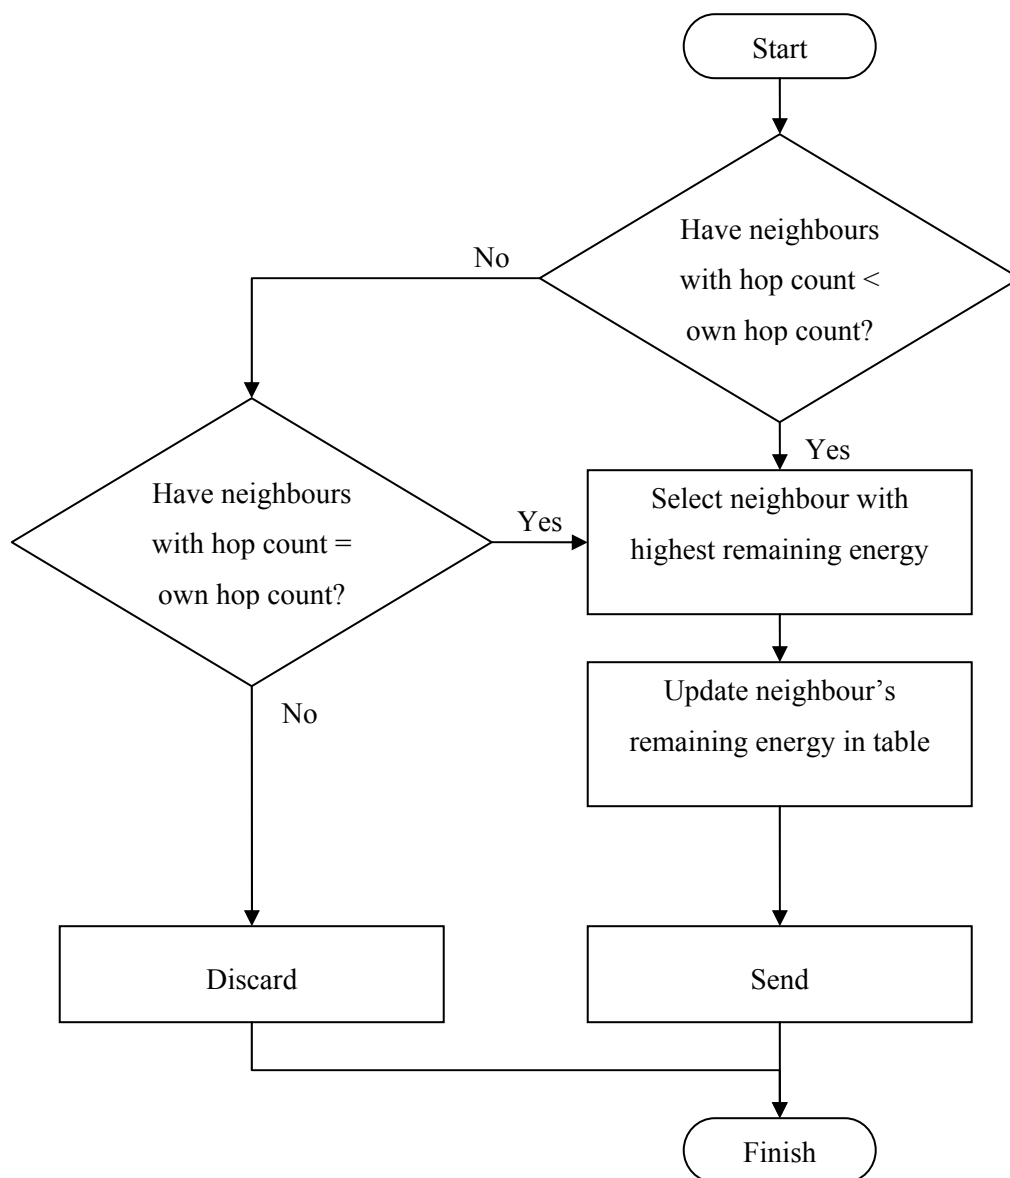 Start
Have neighbours
with hop count <
own hop count?
No
Yes
Have neighbours
with hop count =
own hop count?
Yes
Select neighbour with
highest remaining energy
No
Update neighbour’s
remaining energy in table
Discard
Send
Finish